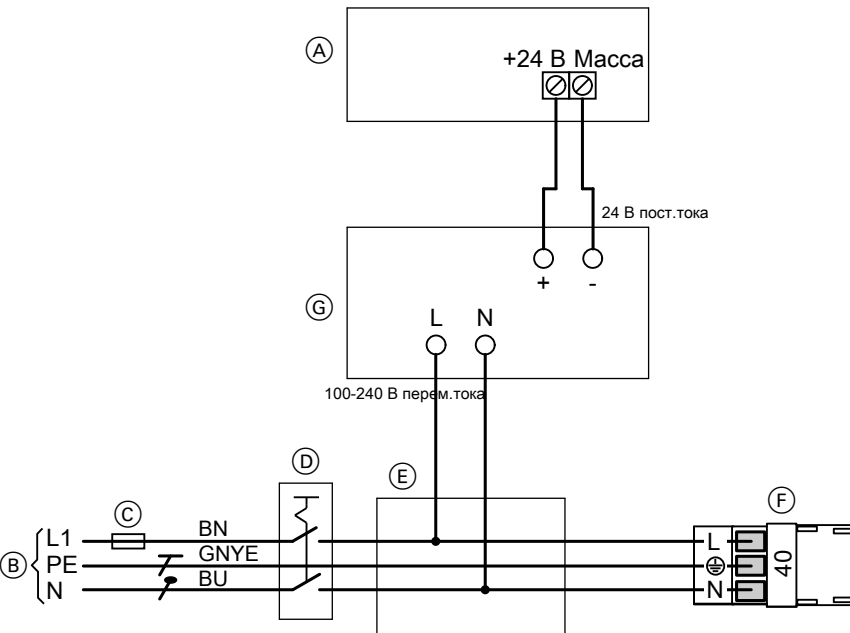 A
+24 В Масса
24 В пост.тока
+ -
G
L N
100-240 В перем.тока
D
E
F
C
B
L1 BN
PE GNYE
N BU
L
N
40